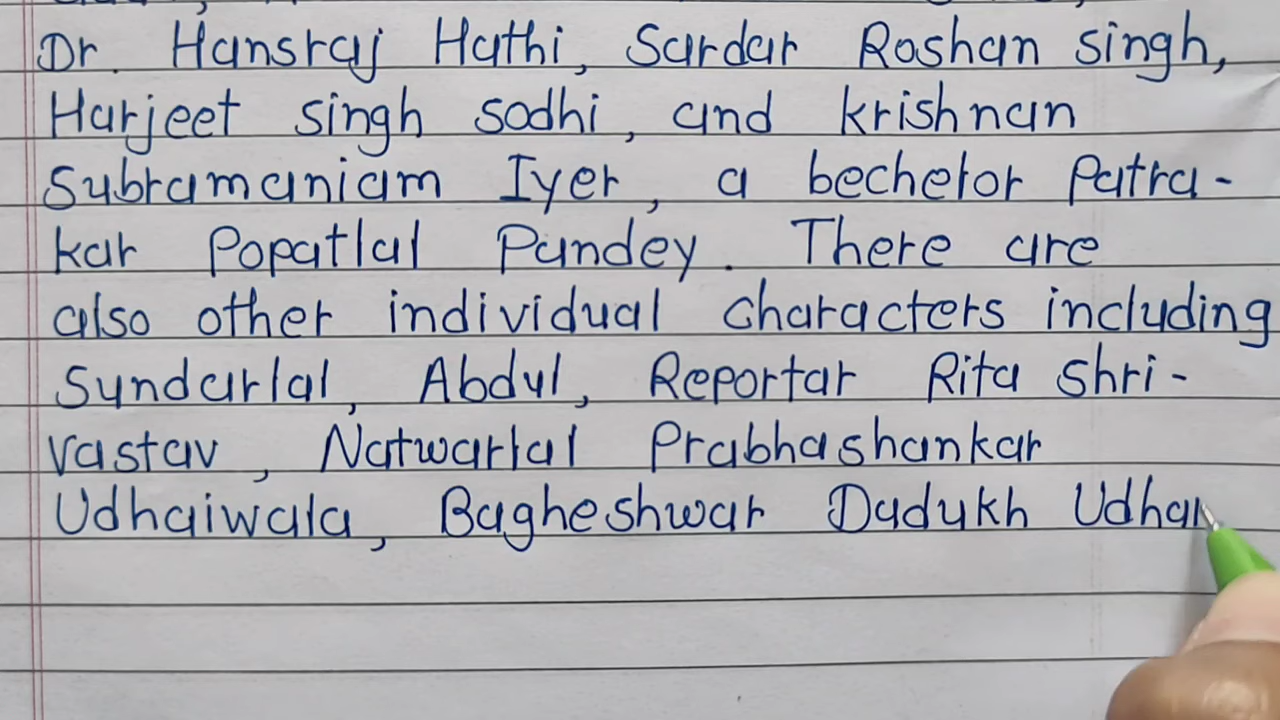 Dr. Hansraj Hathi, Sardar Roshan singh,
Harjeet singh sodhi, and krishnan
Subramaniam Iyer, a bechelor Patra-
kar Popatlal Pandey. There are
also other individual characters including
Sundarlal, Abdul, Reportar Rita Shri-
vastav, Natwarlal Prabhashankar
Udhaiwala, Bagheshwar Dadukh Udha